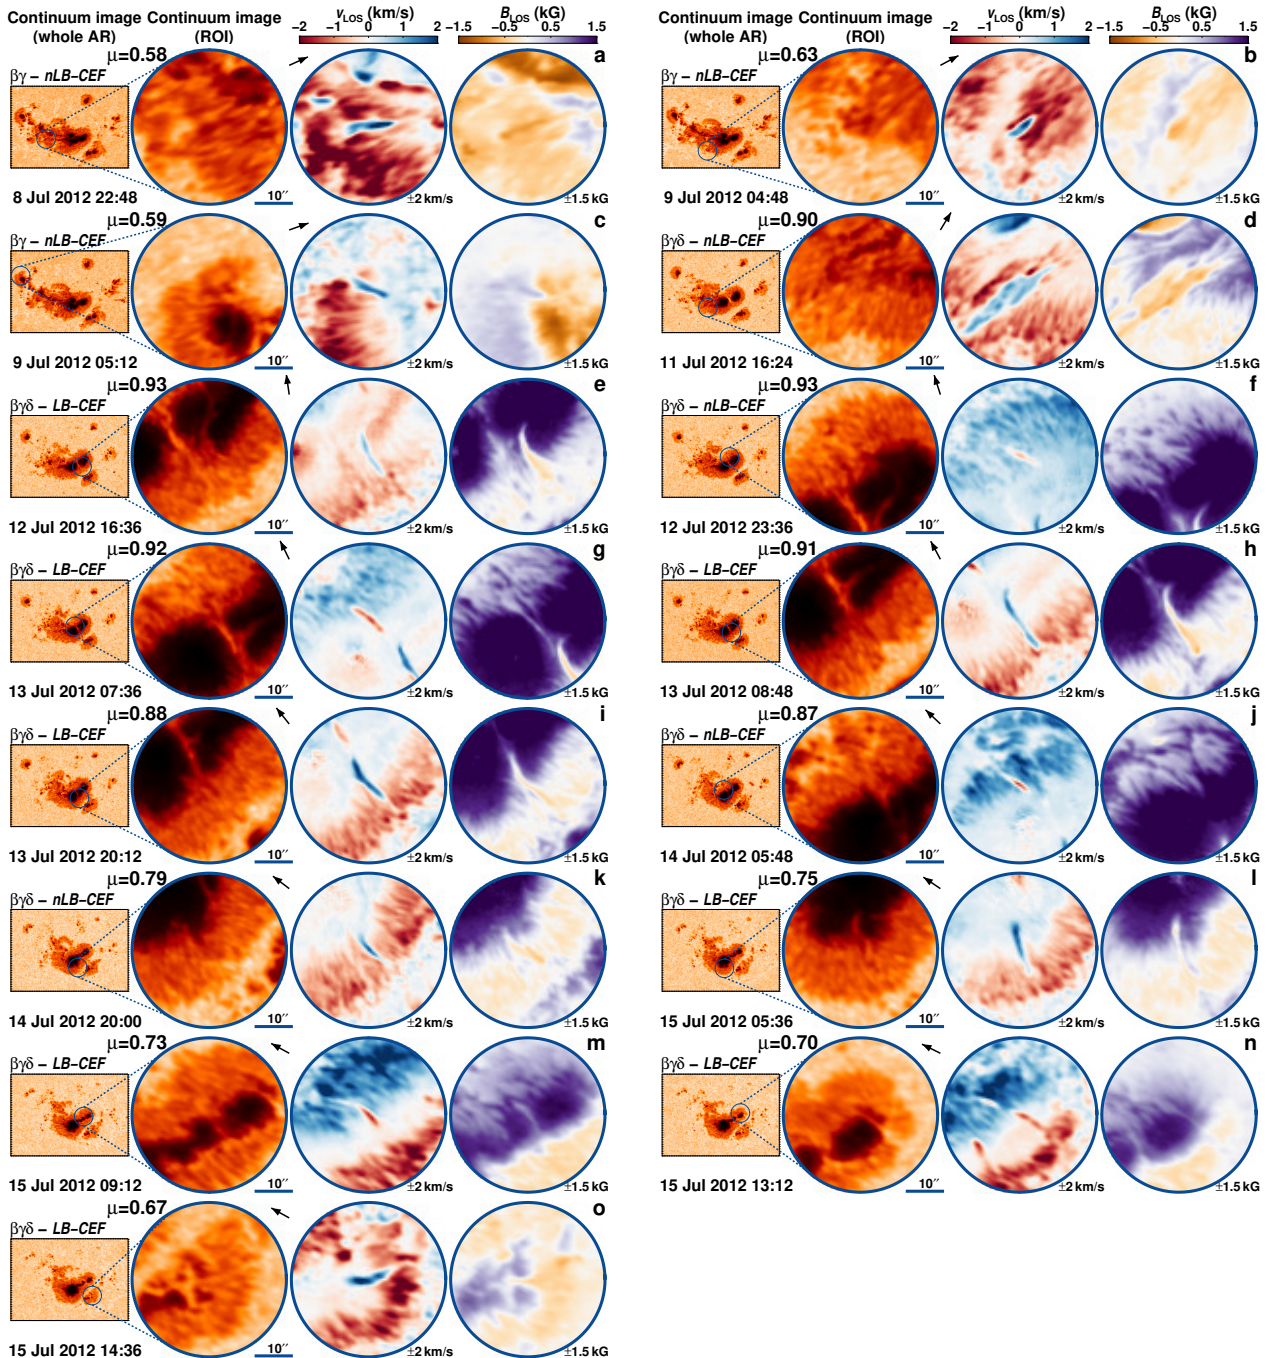 Continuum image Continuum image v_LOS (km/s) B_LOS (kG)
(whole AR) (ROI) −2 −1 0 1 2 −1.5 −0.5 0.5 1.5
Continuum image Continuum image v_LOS (km/s) B_LOS (kG)
(whole AR) (ROI) −2 −1 0 1 2 −1.5 −0.5 0.5 1.5
μ=0.58 a
βγ − nLB−CEF
8 Jul 2012 22:48 10″ ±2 km/s ±1.5 kG
μ=0.63 b
βγ − nLB−CEF
9 Jul 2012 04:48 10″ ±2 km/s ±1.5 kG
μ=0.59 c
βγ − nLB−CEF
9 Jul 2012 05:12 10″ ±2 km/s ±1.5 kG
μ=0.90 d
βγδ − nLB−CEF
11 Jul 2012 16:24 10″ ±2 km/s ±1.5 kG
μ=0.93 e
βγδ − LB−CEF
12 Jul 2012 16:36 10″ ±2 km/s ±1.5 kG
μ=0.93 f
βγδ − nLB−CEF
12 Jul 2012 23:36 10″ ±2 km/s ±1.5 kG
μ=0.92 g
βγδ − LB−CEF
13 Jul 2012 07:36 10″ ±2 km/s ±1.5 kG
μ=0.91 h
βγδ − LB−CEF
13 Jul 2012 08:48 10″ ±2 km/s ±1.5 kG
μ=0.88 i
βγδ − LB−CEF
13 Jul 2012 20:12 10″ ±2 km/s ±1.5 kG
μ=0.87 j
βγδ − nLB−CEF
14 Jul 2012 05:48 10″ ±2 km/s ±1.5 kG
μ=0.79 k
βγδ − nLB−CEF
14 Jul 2012 20:00 10″ ±2 km/s ±1.5 kG
μ=0.75 l
βγδ − LB−CEF
15 Jul 2012 05:36 10″ ±2 km/s ±1.5 kG
μ=0.73 m
βγδ − LB−CEF
15 Jul 2012 09:12 10″ ±2 km/s ±1.5 kG
μ=0.70 n
βγδ − LB−CEF
15 Jul 2012 13:12 10″ ±2 km/s ±1.5 kG
μ=0.67 o
βγδ − LB−CEF
15 Jul 2012 14:36 10″ ±2 km/s ±1.5 kG